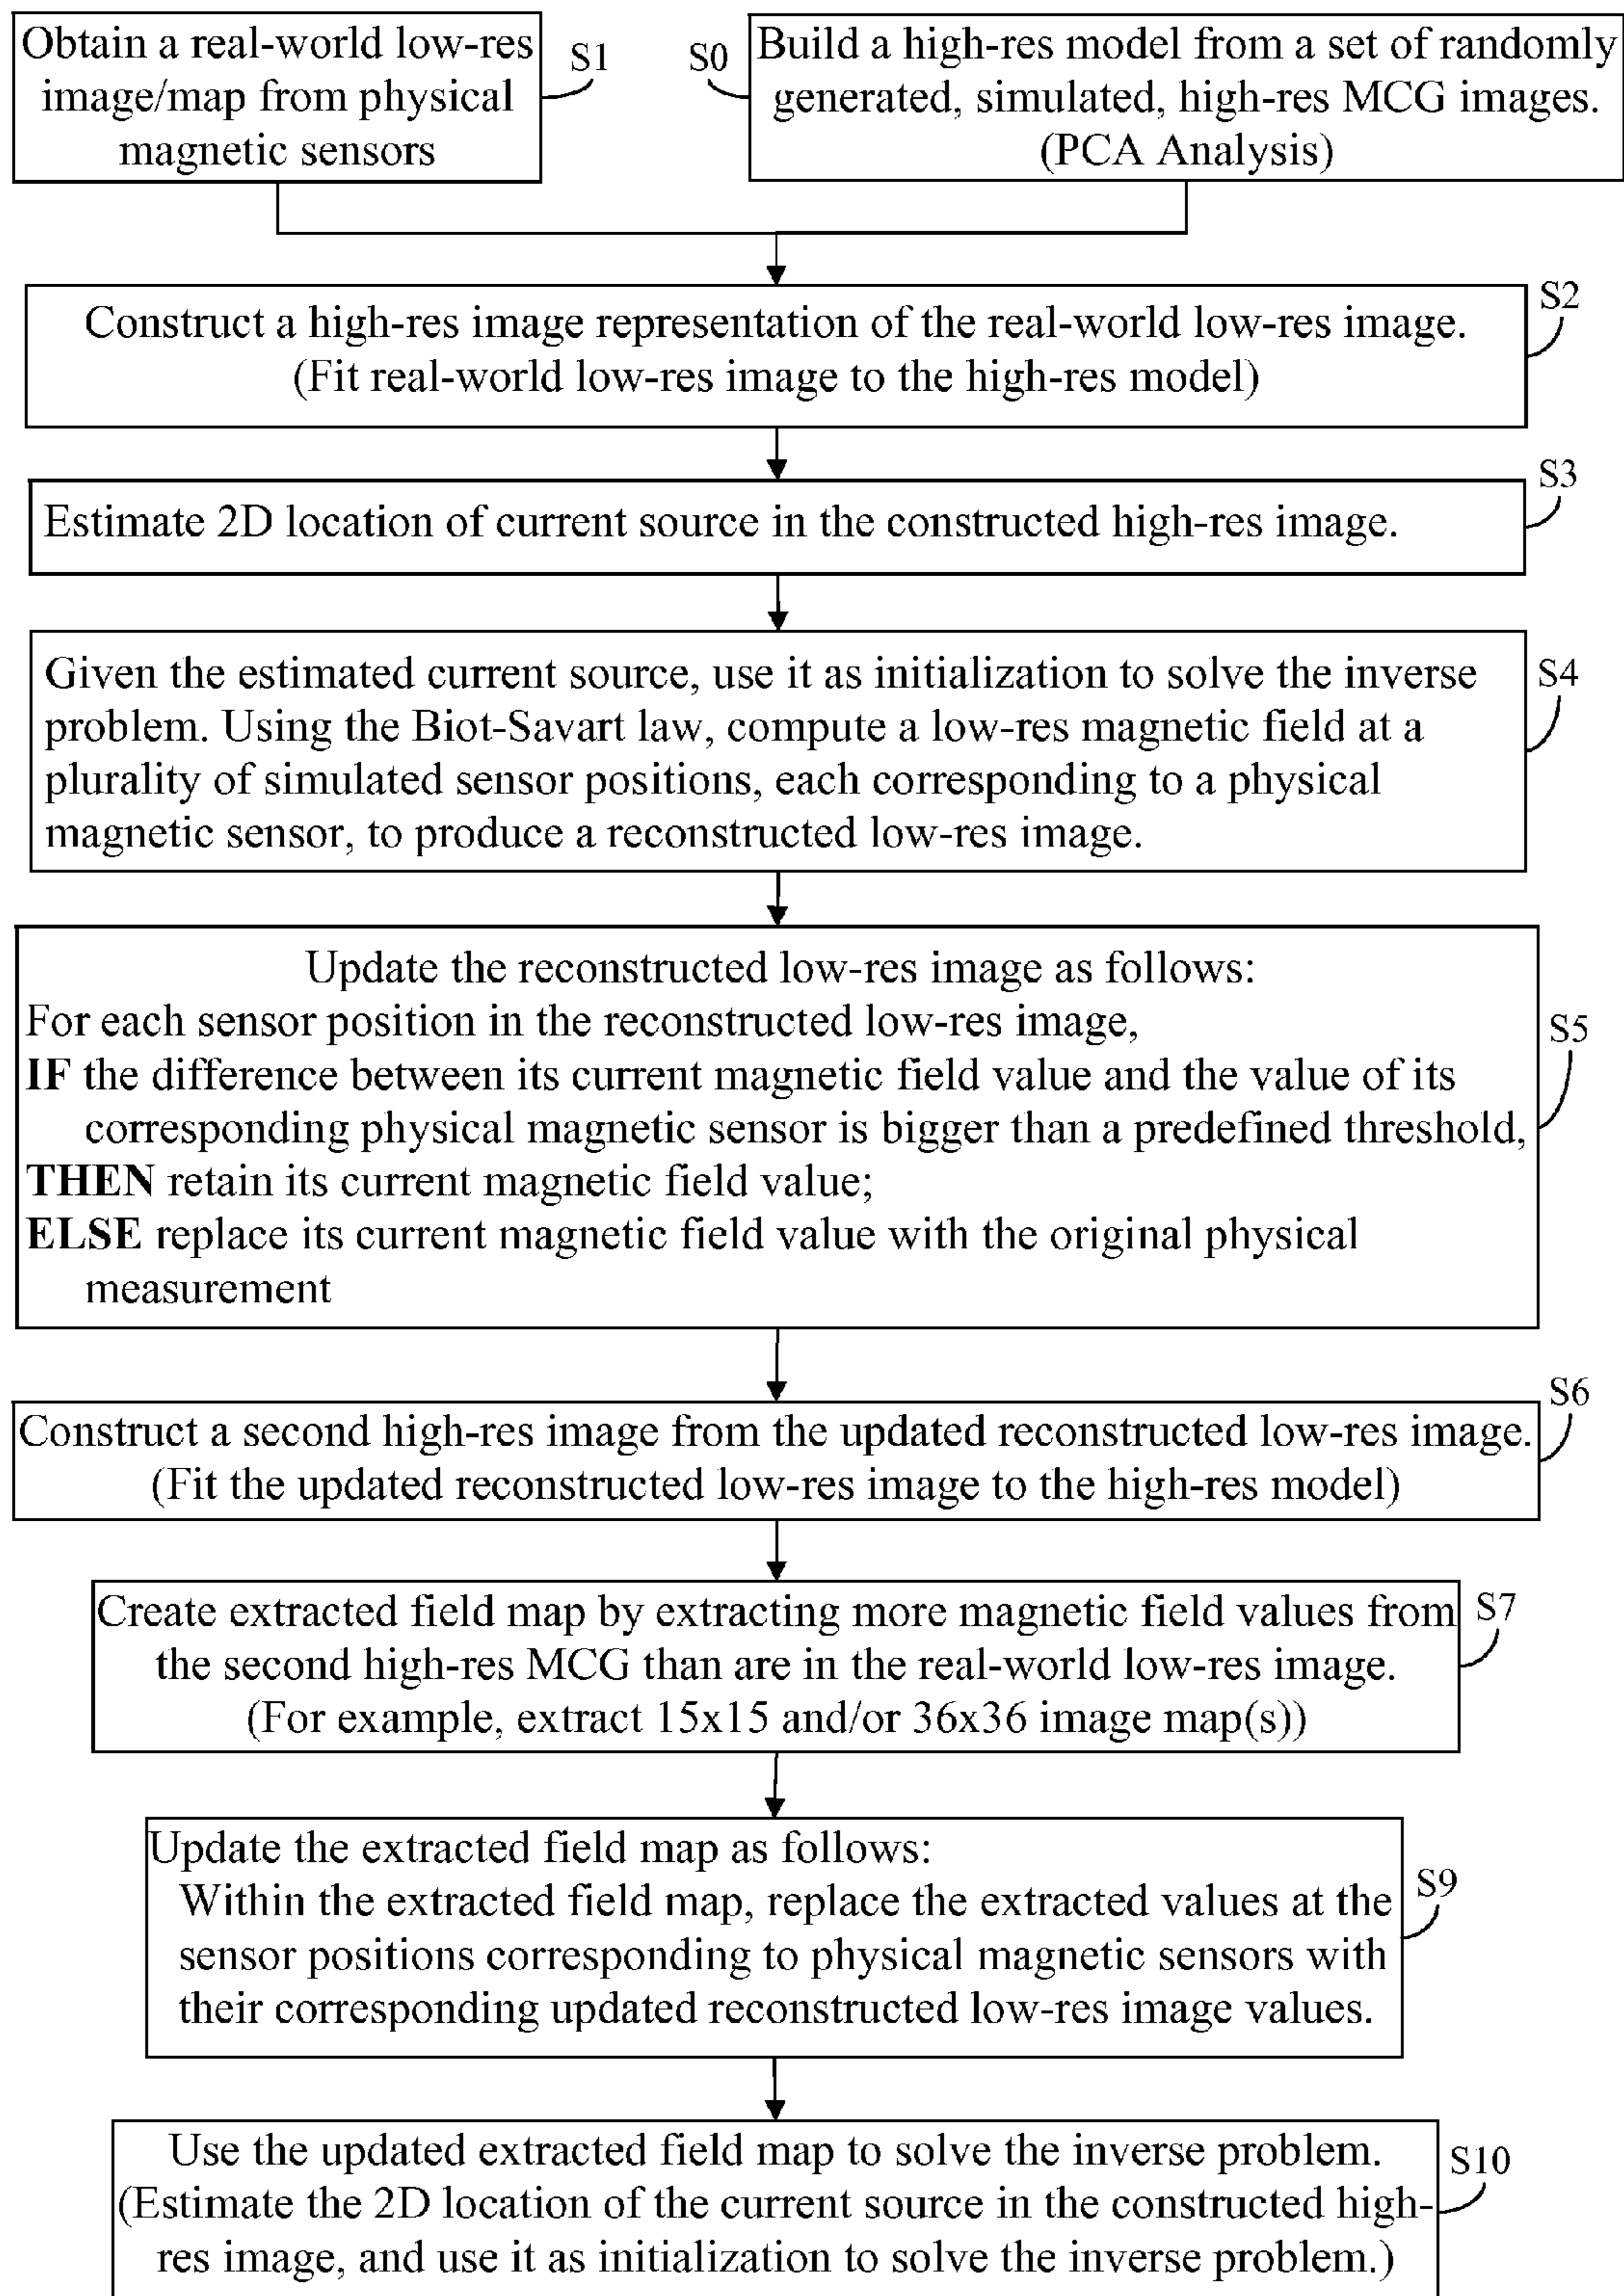 Obtain a real-world low-res
image/map from physical
magnetic sensors
S1
S0
Build a high-res model from a set of randomly
generated, simulated, high-res MCG images.
(PCA Analysis)
Construct a high-res image representation of the real-world low-res image.
(Fit real-world low-res image to the high-res model)
S2
Estimate 2D location of current source in the constructed high-res image.
S3
Given the estimated current source, use it as initialization to solve the inverse
problem. Using the Biot-Savart law, compute a low-res magnetic field at a
plurality of simulated sensor positions, each corresponding to a physical
magnetic sensor, to produce a reconstructed low-res image.
S4
Update the reconstructed low-res image as follows:
For each sensor position in the reconstructed low-res image,
IF the difference between its current magnetic field value and the value of its
corresponding physical magnetic sensor is bigger than a predefined threshold,
THEN retain its current magnetic field value;
ELSE replace its current magnetic field value with the original physical
measurement
S5
Construct a second high-res image from the updated reconstructed low-res image.
(Fit the updated reconstructed low-res image to the high-res model)
S6
Create extracted field map by extracting more magnetic field values from
the second high-res MCG than are in the real-world low-res image.
(For example, extract 15x15 and/or 36x36 image map(s))
S7
Update the extracted field map as follows:
Within the extracted field map, replace the extracted values at the
sensor positions corresponding to physical magnetic sensors with
their corresponding updated reconstructed low-res image values.
S9
Use the updated extracted field map to solve the inverse problem.
(Estimate the 2D location of the current source in the constructed high-
res image, and use it as initialization to solve the inverse problem.)
S10